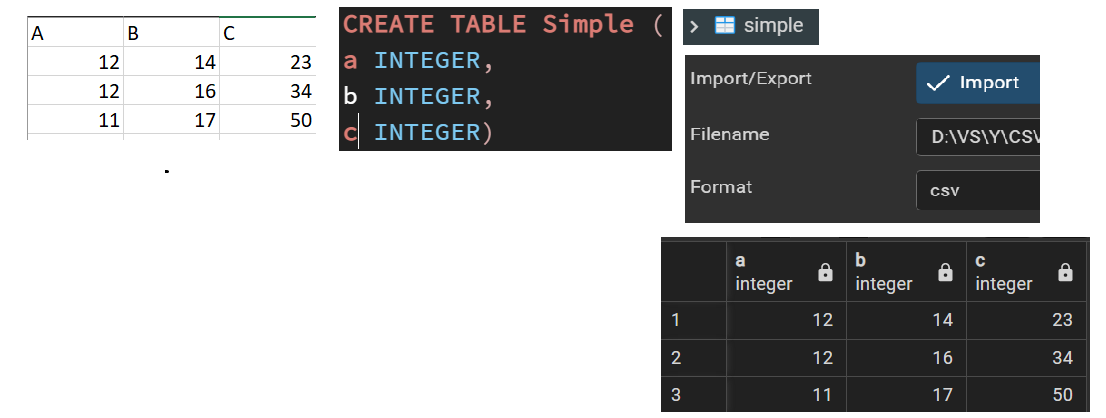 A B C
12 14 23
12 16 34
11 17 50
CREATE TABLE Simple (
a INTEGER,
b INTEGER,
c INTEGER)
simple
Import/Export Import
Filename D:\VS\Y\CSV
Format csv
a b c
integer integer integer
1 12 14 23
2 12 16 34
3 11 17 50